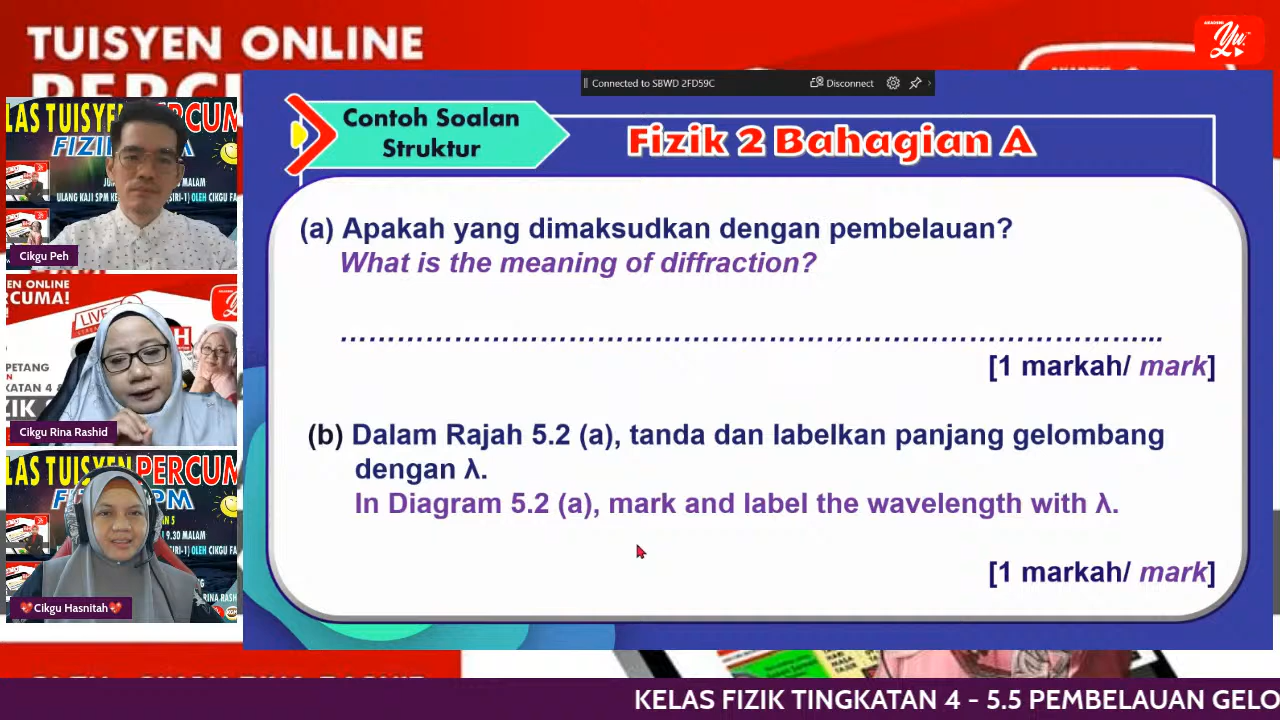 TUISYEN ONLINE
Connected to SBWD 2FD59C
Disconnect
Contoh Soalan
Struktur
Fizik 2 Bahagian A
(a) Apakah yang dimaksudkan dengan pembelauan?
What is the meaning of diffraction?
[1 markah/ mark]
(b) Dalam Rajah 5.2 (a), tanda dan labelkan panjang gelombang
dengan λ.
In Diagram 5.2 (a), mark and label the wavelength with λ.
[1 markah/ mark]
Cikgu Peh
Cikgu Rina Rashid
❤Cikgu Hasnitah❤
KELAS FIZIK TINGKATAN 4 - 5.5 PEMBELAUAN GELO